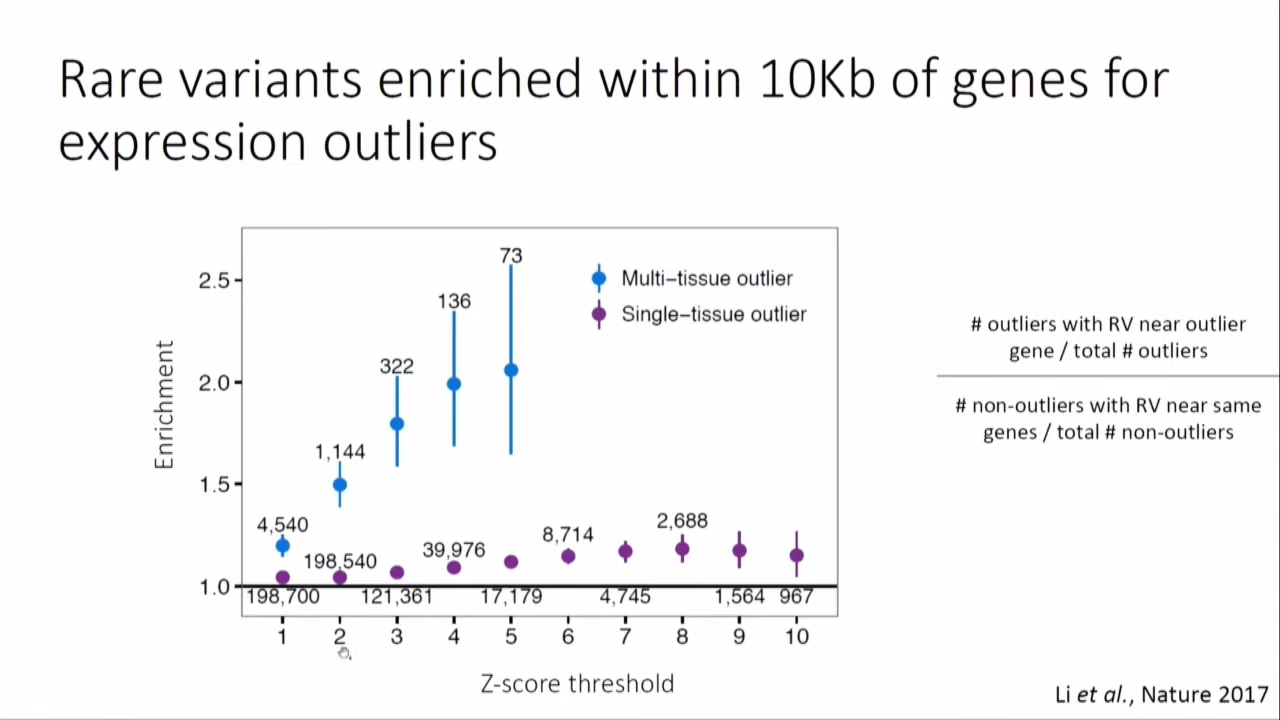 Rare variants enriched within 10Kb of genes for
expression outliers
73
2.5
Multi-tissue outlier
136
Single-tissue outlier
# outliers with RV near outlier
gene / total # outliers
322
2.0
Enrichment
# non-outliers with RV near same
genes / total # non-outliers
1,144
1.5
4,540
2,688
8,714
39,976
198,540
1.0
198,700
121,361
17,179
4,745
1,564
967
1 2 3 4 5 6 7 8 9 10
Z-score threshold
Li et al., Nature 2017